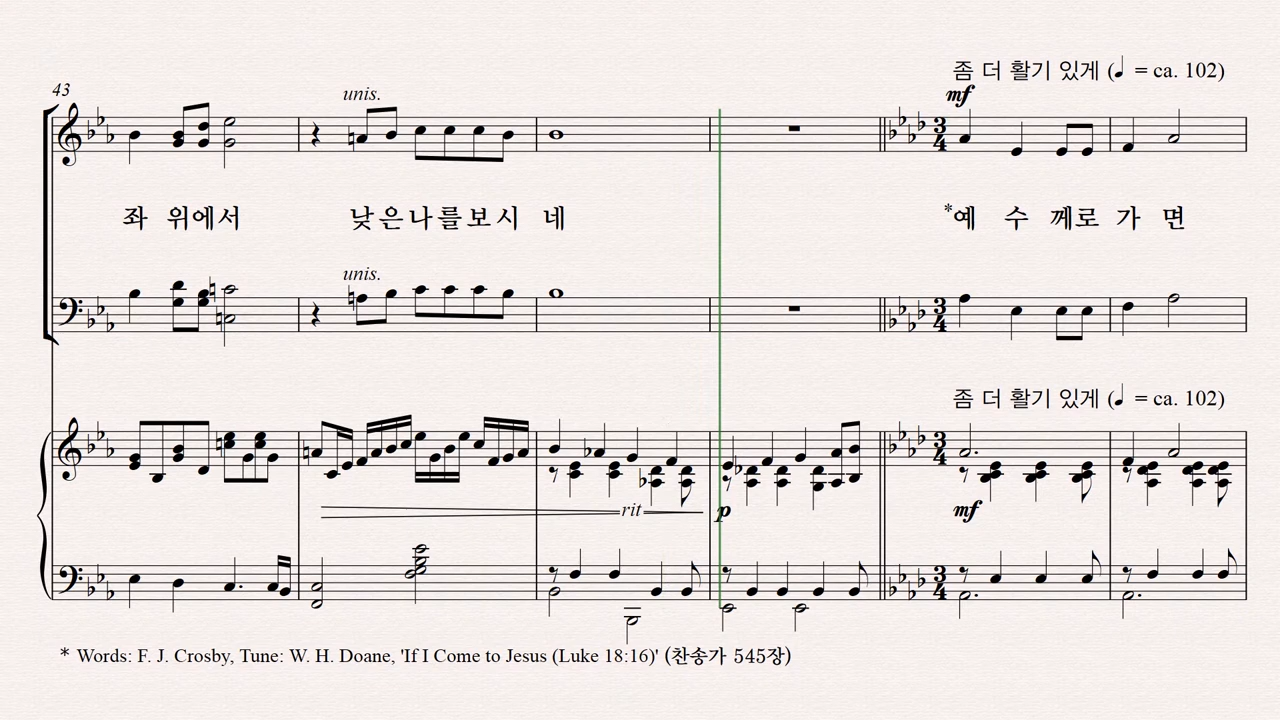 43
unis.
좀 더 활기 있게 (♩ = ca. 102)
mf
좌 위에서 낮은나를보시 네 *예 수 께로 가 면
unis.
좀 더 활기 있게 (♩ = ca. 102)
rit p mf
* Words: F. J. Crosby, Tune: W. H. Doane, 'If I Come to Jesus (Luke 18:16)' (찬송가 545장)